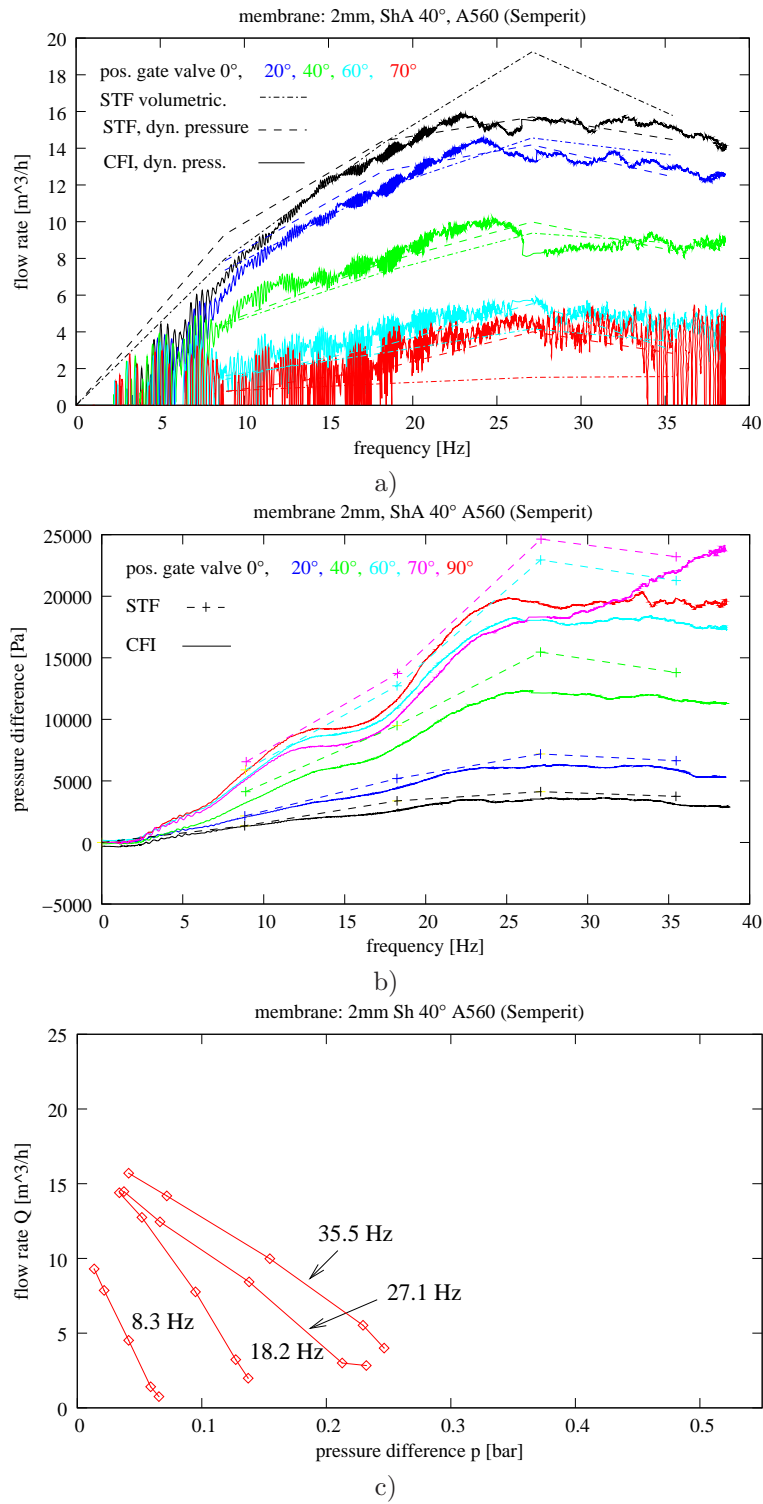 membrane: 2mm, ShA 40°, A560 (Semperit)
20
18
16
14
12
10
8
6
4
2
0
flow rate [m^3/h]
pos. gate valve 0°, 20°, 40°, 60°, 70°
STF volumetric.
STF, dyn. pressure
CFI, dyn. press.
0 5 10 15 20 25 30 35 40
frequency [Hz]
a)
membrane 2mm, ShA 40° A560 (Semperit)
25000
20000
15000
10000
5000
0
−5000
pressure difference [Pa]
pos. gate valve 0°, 20°, 40°, 60°, 70°, 90°
STF
CFI
0 5 10 15 20 25 30 35 40
frequency [Hz]
b)
membrane: 2mm Sh 40° A560 (Semperit)
25
20
15
10
5
0
flow rate Q [m^3/h]
35.5 Hz
27.1 Hz
8.3 Hz
18.2 Hz
0 0.1 0.2 0.3 0.4 0.5
pressure difference p [bar]
c)